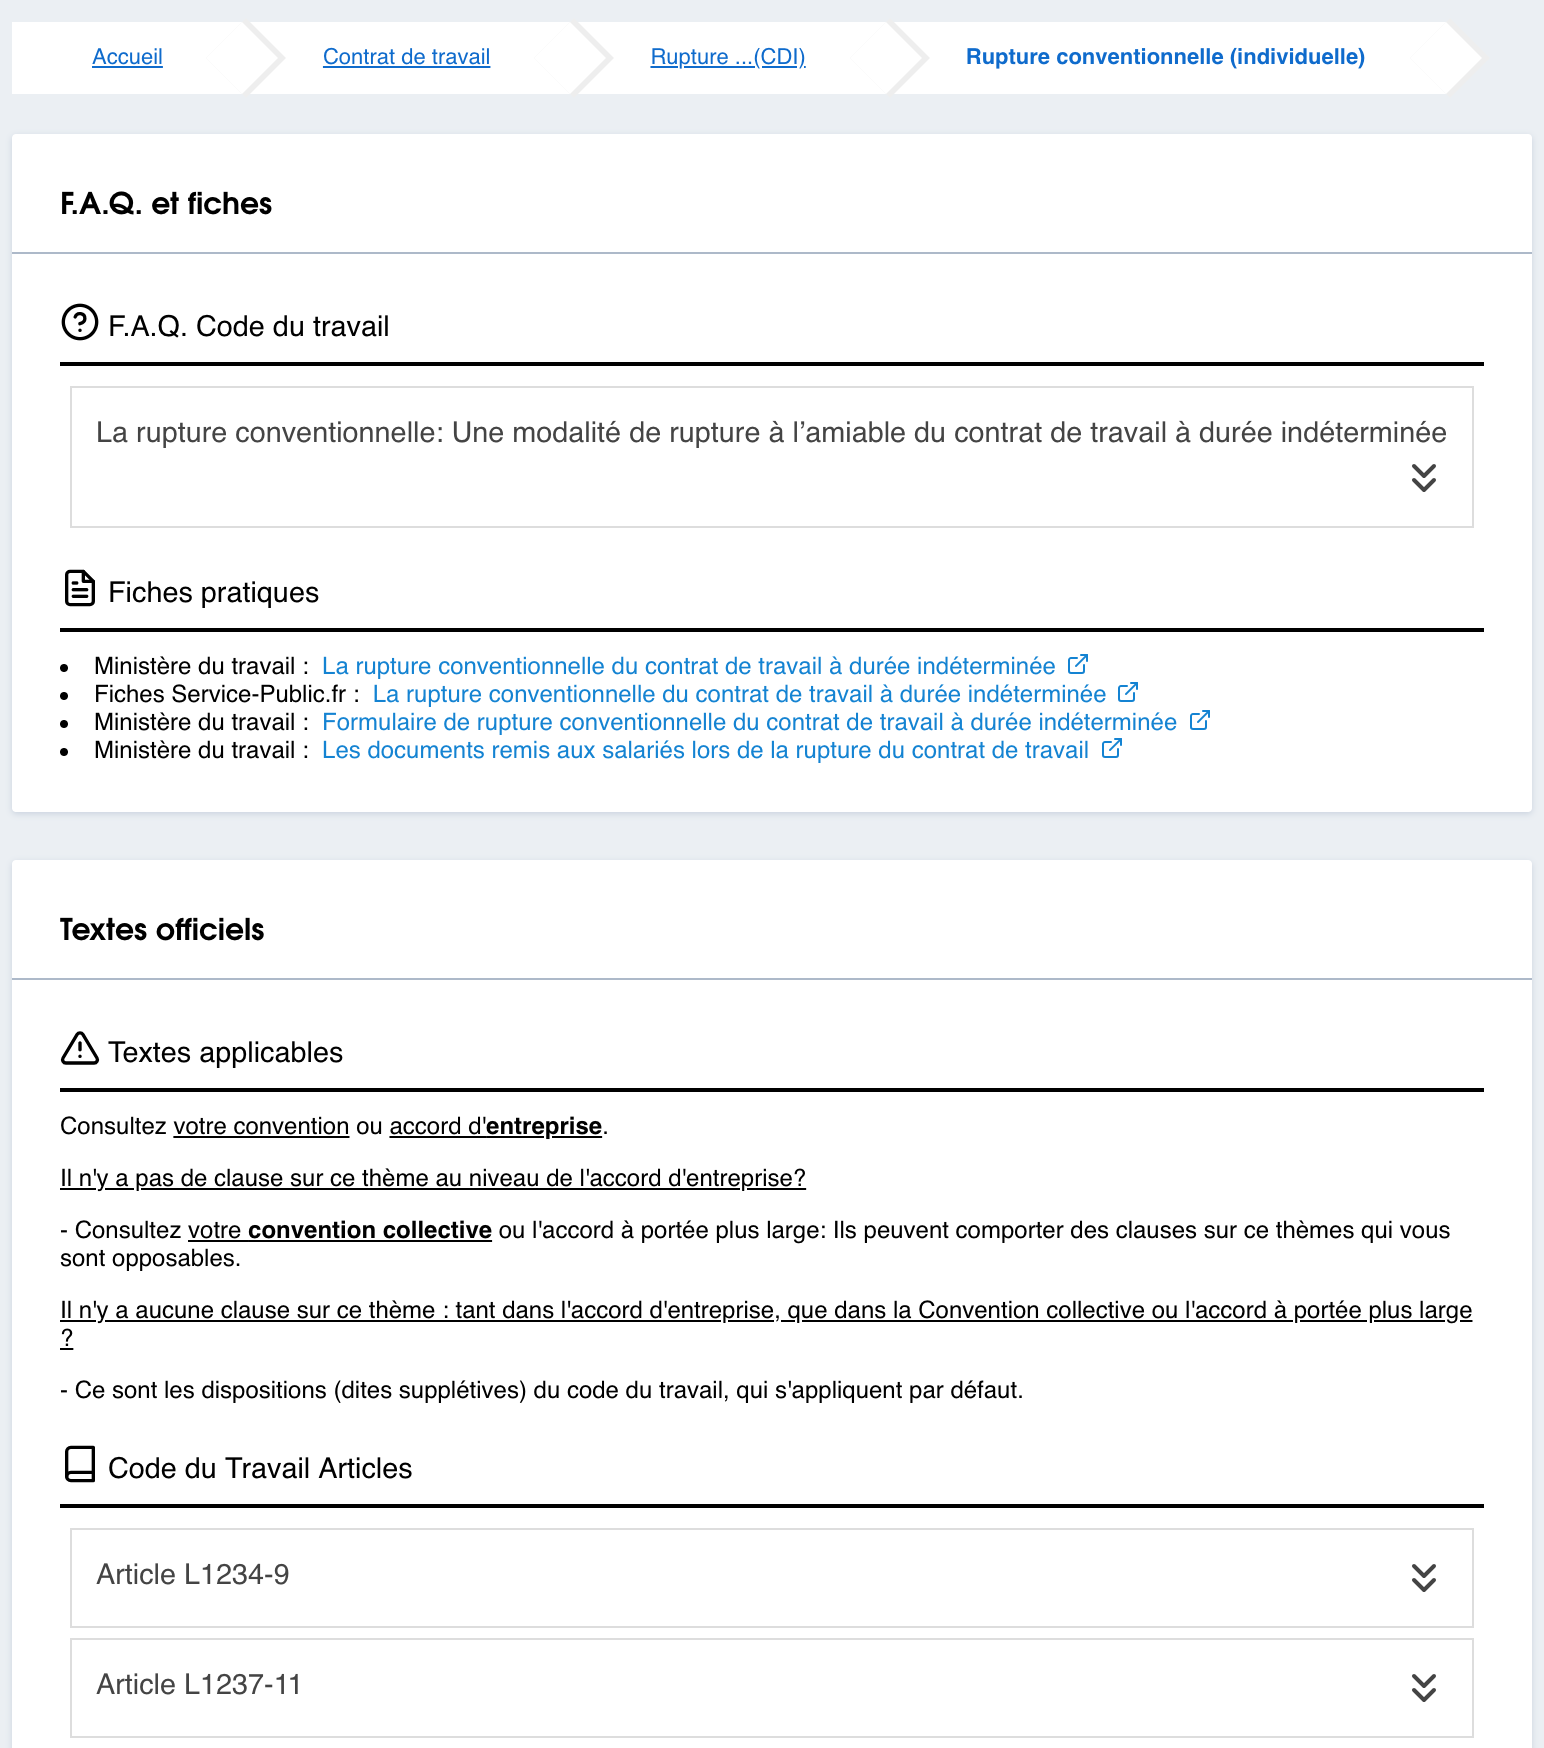 Accueil
Contrat de travail
Rupture ...(CDI)
Rupture conventionnelle (individuelle)
F.A.Q. et fiches
F.A.Q. Code du travail
La rupture conventionnelle: Une modalité de rupture à l’amiable du contrat de travail à durée indéterminée
Fiches pratiques
Ministère du travail : La rupture conventionnelle du contrat de travail à durée indéterminée
Fiches Service-Public.fr : La rupture conventionnelle du contrat de travail à durée indéterminée
Ministère du travail : Formulaire de rupture conventionnelle du contrat de travail à durée indéterminée
Ministère du travail : Les documents remis aux salariés lors de la rupture du contrat de travail
Textes officiels
Textes applicables
Consultez votre convention ou accord d'entreprise.
Il n'y a pas de clause sur ce thème au niveau de l'accord d'entreprise?
- Consultez votre convention collective ou l'accord à portée plus large: Ils peuvent comporter des clauses sur ce thèmes qui vous
sont opposables.
Il n'y a aucune clause sur ce thème : tant dans l'accord d'entreprise, que dans la Convention collective ou l'accord à portée plus large
?
- Ce sont les dispositions (dites supplétives) du code du travail, qui s'appliquent par défaut.
Code du Travail Articles
Article L1234-9
Article L1237-11